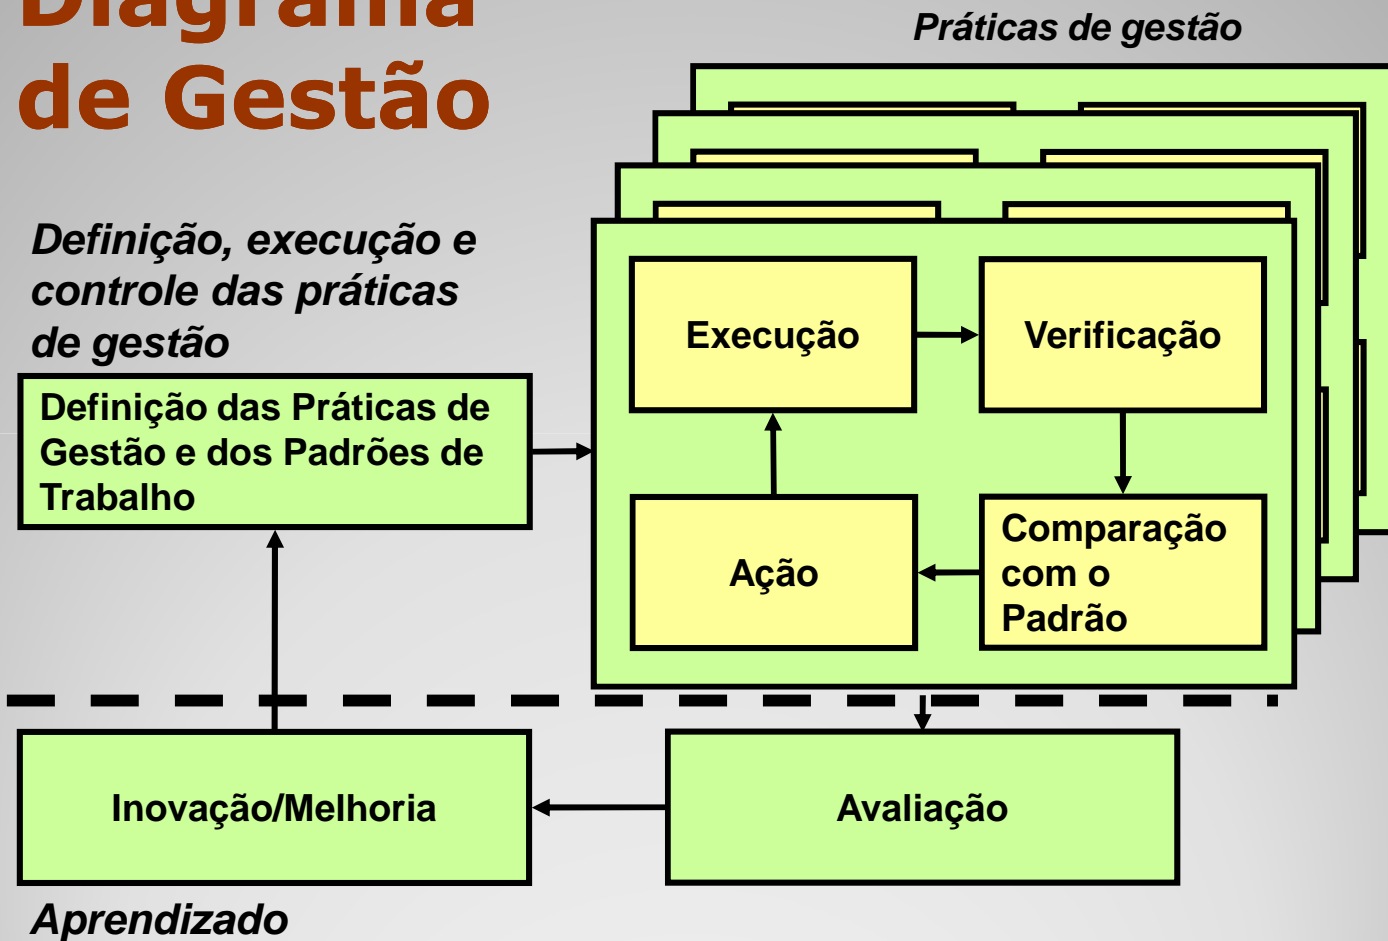 Diagrama
de Gestão
Práticas de gestão
Definição, execução e
controle das práticas
de gestão
Definição das Práticas de
Gestão e dos Padrões de
Trabalho
Execução
Verificação
Ação
Comparação
com o
Padrão
Inovação/Melhoria
Avaliação
Aprendizado